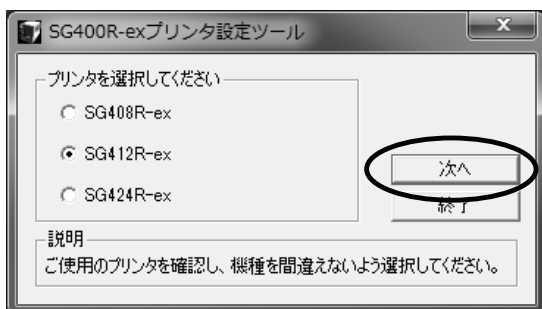 SG400R-exプリンタ設定ツール
プリンタを選択してください
SG408R-ex
SG412R-ex
SG424R-ex
次へ
終了
説明
ご使用のプリンタを確認し、機種を間違えないよう選択してください。